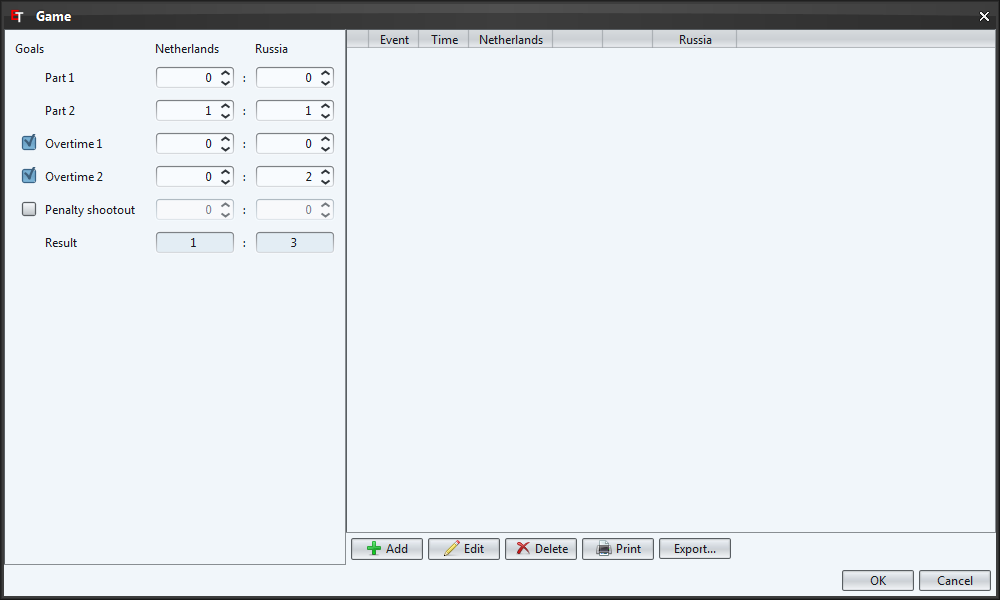 ET Game
Goals Netherlands Russia
Part 1 0 : 0
Part 2 1 : 1
Overtime 1 0 : 0
Overtime 2 0 : 2
Penalty shootout 0 : 0
Result 1 : 3
Event Time Netherlands Russia
Add Edit Delete Print Export...
OK Cancel